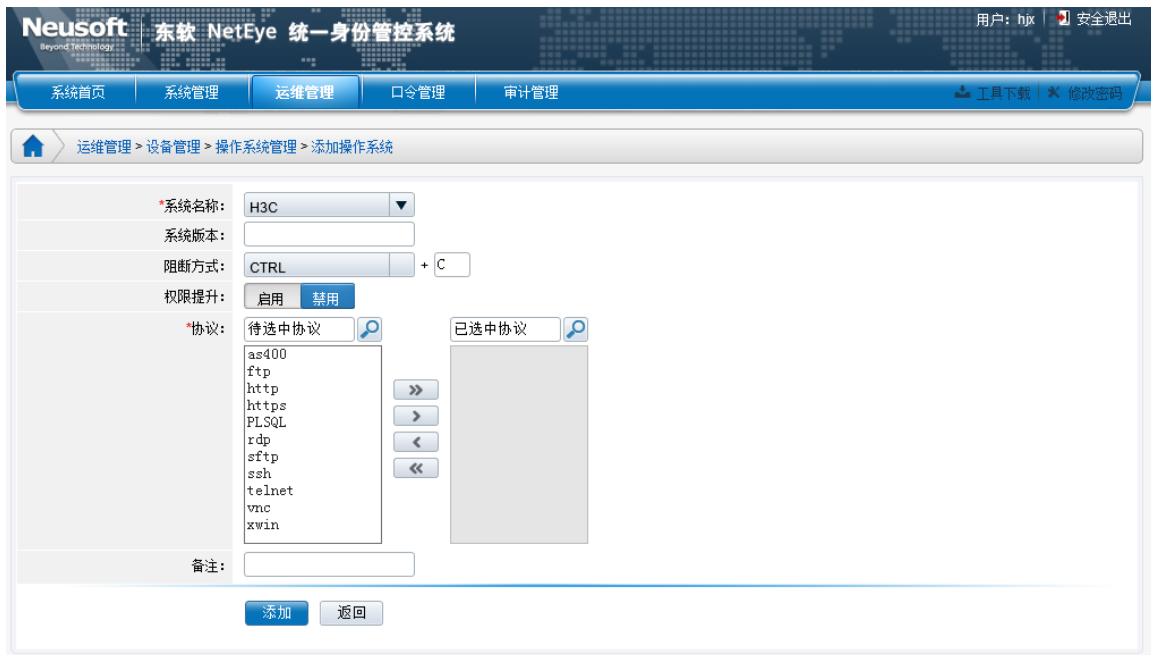 Neusoft
Beyond Technology
东软 NetEye 统一身份管控系统
用户: hjx 安全退出
系统首页 系统管理 运维管理 口令管理 审计管理 工具下载 修改密码
运维管理 > 设备管理 > 操作系统管理 > 添加操作系统
*系统名称: H3C
系统版本:
阻断方式: CTRL + C
权限提升: 启用 禁用
*协议: 待选中协议 已选中协议
as400
ftp
http
https
PLSQL
rdp
sftp
ssh
telnet
vnc
xwin
备注:
添加 返回